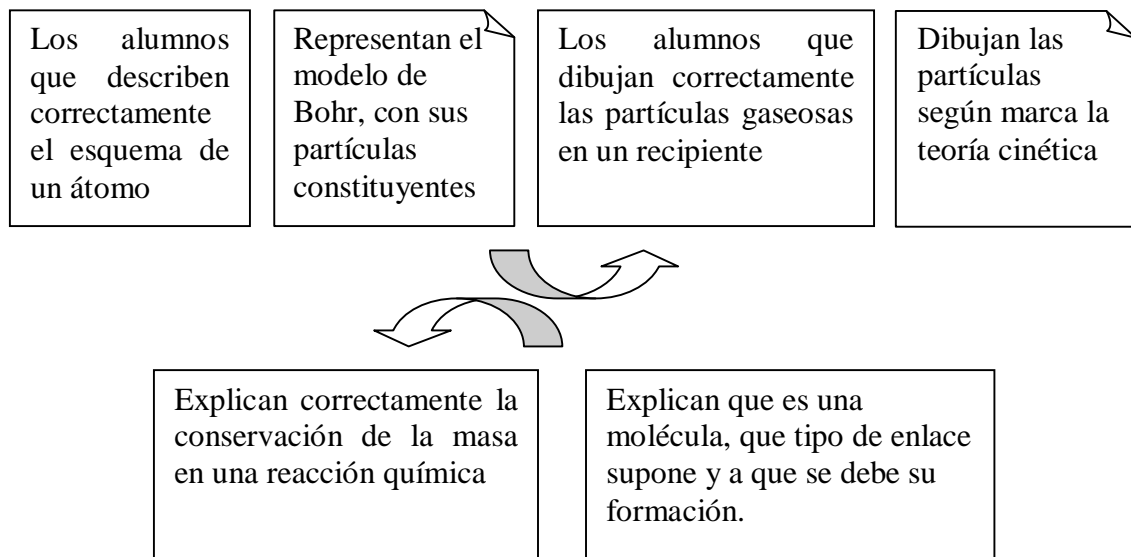 Los alumnos
que describen
correctamente
el esquema de
un átomo
Representan el
modelo de
Bohr, con sus
partículas
constituyentes
Los alumnos que
dibujan correctamente
las partículas gaseosas
en un recipiente
Dibujan las
partículas
según marca la
teoría cinética
Explican correctamente la
conservación de la masa
en una reacción química
Explican que es una
molécula, que tipo de enlace
supone y a que se debe su
formación.